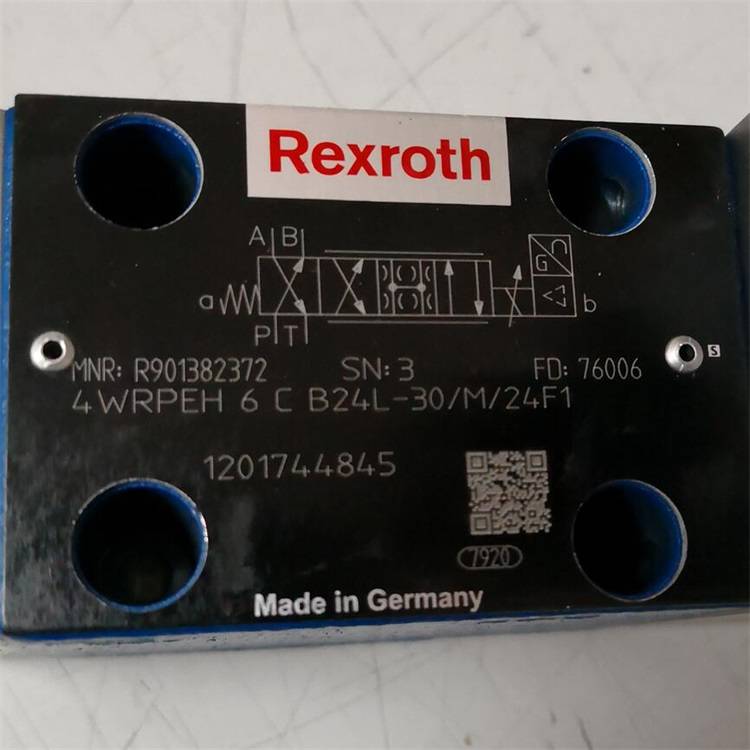 Rexroth
A B
G
a b
P T
MNR: R901382372 SN: 3 FD: 76006
S
4WRPEH 6 C B24L-30/M/24F1
1201744845
7920
Made in Germany